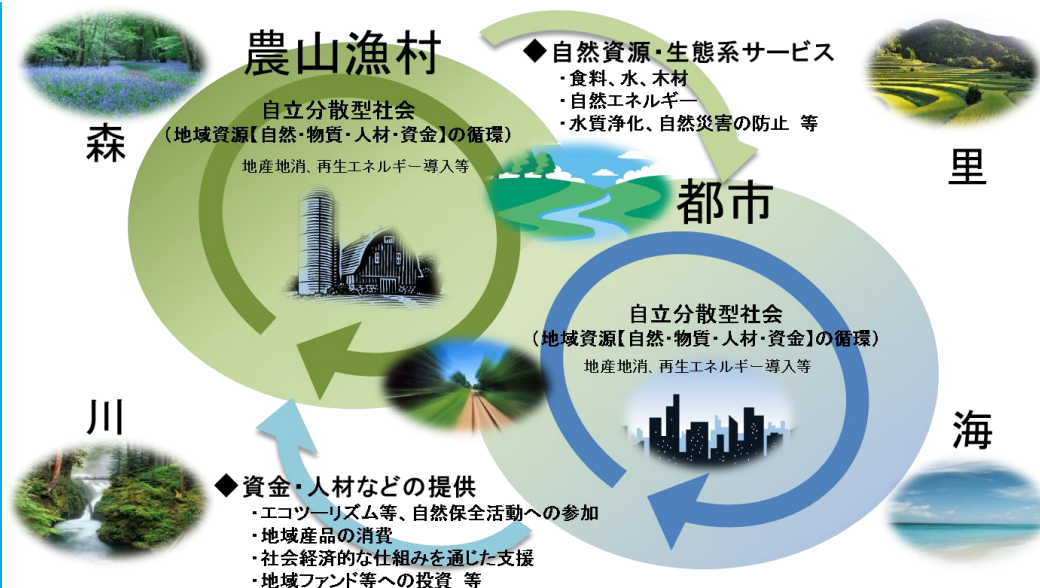 農山漁村
自立分散型社会
（地域資源【自然・物質・人材・資金】の循環）
地産地消、再生エネルギー導入等
森
◆自然資源・生態系サービス
・食料、水、木材
・自然エネルギー
・水質浄化、自然災害の防止 等
里
都市
自立分散型社会
（地域資源【自然・物質・人材・資金】の循環）
地産地消、再生エネルギー導入等
川
◆資金・人材などの提供
・エコツーリズム等、自然保全活動への参加
・地域産品の消費
・社会経済的な仕組みを通じた支援
・地域ファンド等への投資 等
海